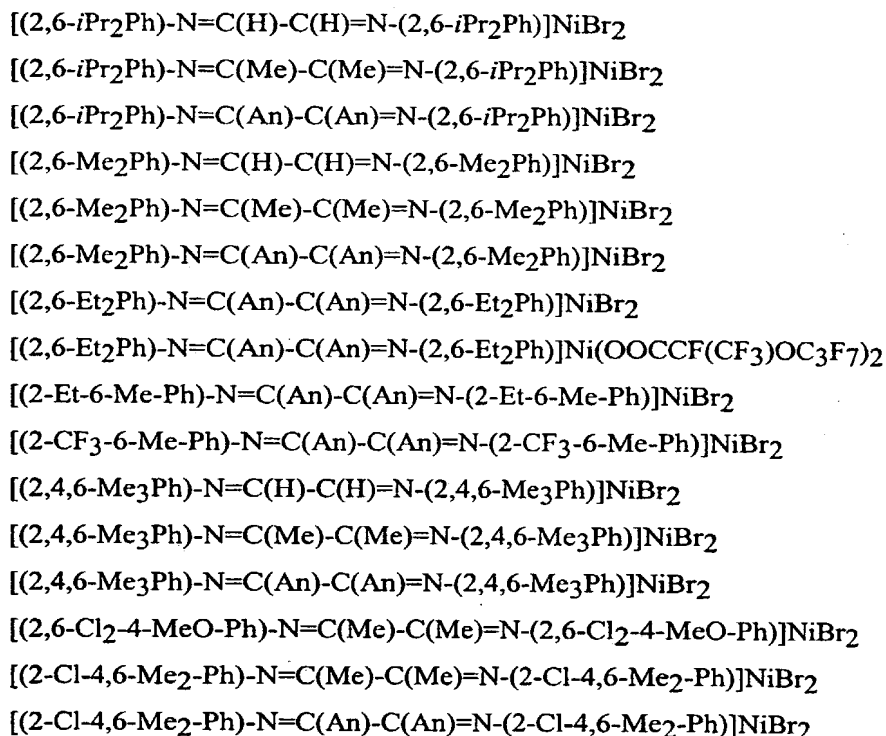 [(2,6-iPr2Ph)-N=C(H)-C(H)=N-(2,6-iPr2Ph)]NiBr2
[(2,6-iPr2Ph)-N=C(Me)-C(Me)=N-(2,6-iPr2Ph)]NiBr2
[(2,6-iPr2Ph)-N=C(An)-C(An)=N-(2,6-iPr2Ph)]NiBr2
[(2,6-Me2Ph)-N=C(H)-C(H)=N-(2,6-Me2Ph)]NiBr2
[(2,6-Me2Ph)-N=C(Me)-C(Me)=N-(2,6-Me2Ph)]NiBr2
[(2,6-Me2Ph)-N=C(An)-C(An)=N-(2,6-Me2Ph)]NiBr2
[(2,6-Et2Ph)-N=C(An)-C(An)=N-(2,6-Et2Ph)]NiBr2
[(2,6-Et2Ph)-N=C(An)-C(An)=N-(2,6-Et2Ph)]Ni(OOCCF(CF3)OC3F7)2
[(2-Et-6-Me-Ph)-N=C(An)-C(An)=N-(2-Et-6-Me-Ph)]NiBr2
[(2-CF3-6-Me-Ph)-N=C(An)-C(An)=N-(2-CF3-6-Me-Ph)]NiBr2
[(2,4,6-Me3Ph)-N=C(H)-C(H)=N-(2,4,6-Me3Ph)]NiBr2
[(2,4,6-Me3Ph)-N=C(Me)-C(Me)=N-(2,4,6-Me3Ph)]NiBr2
[(2,4,6-Me3Ph)-N=C(An)-C(An)=N-(2,4,6-Me3Ph)]NiBr2
[(2,6-Cl2-4-MeO-Ph)-N=C(Me)-C(Me)=N-(2,6-Cl2-4-MeO-Ph)]NiBr2
[(2-Cl-4,6-Me2-Ph)-N=C(Me)-C(Me)=N-(2-Cl-4,6-Me2-Ph)]NiBr2
[(2-Cl-4,6-Me2-Ph)-N=C(An)-C(An)=N-(2-Cl-4,6-Me2-Ph)]NiBr2